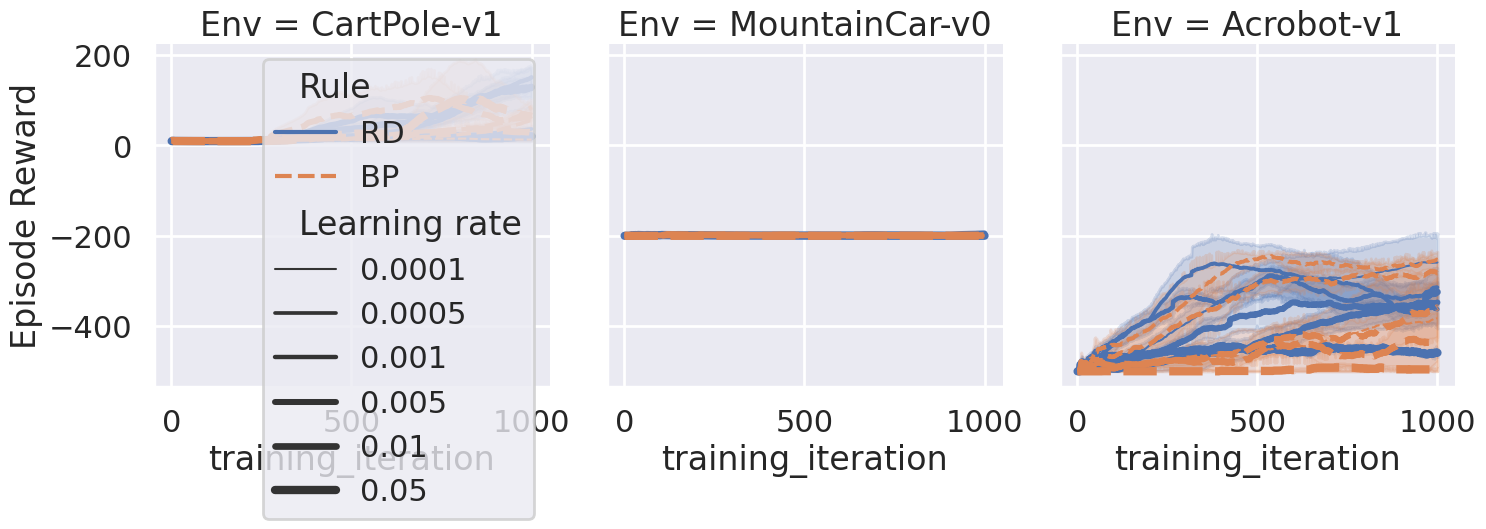 Env = CartPole-v1
Env = MountainCar-v0
Env = Acrobot-v1
Episode Reward
200
0
−200
−400
Rule
RD
BP
Learning rate
0.0001
0.0005
0.001
0.005
0.01
0.05
0 500 1000
0 500 1000
0 500 1000
training_iteration
training_iteration
training_iteration